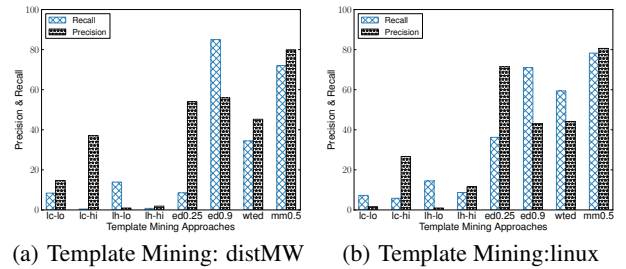 100
80
60
40
20
0
Precision & Recall
Recall
Precision
lc-lo lc-hi lh-lo lh-hi ed0.25 ed0.9 wted mm0.5
Template Mining Approaches
(a) Template Mining: distMW
100
80
60
40
20
0
Precision & Recall
Recall
Precision
lc-lo lc-hi lh-lo lh-hi ed0.25 ed0.9 wted mm0.5
Template Mining Approaches
(b) Template Mining:linux